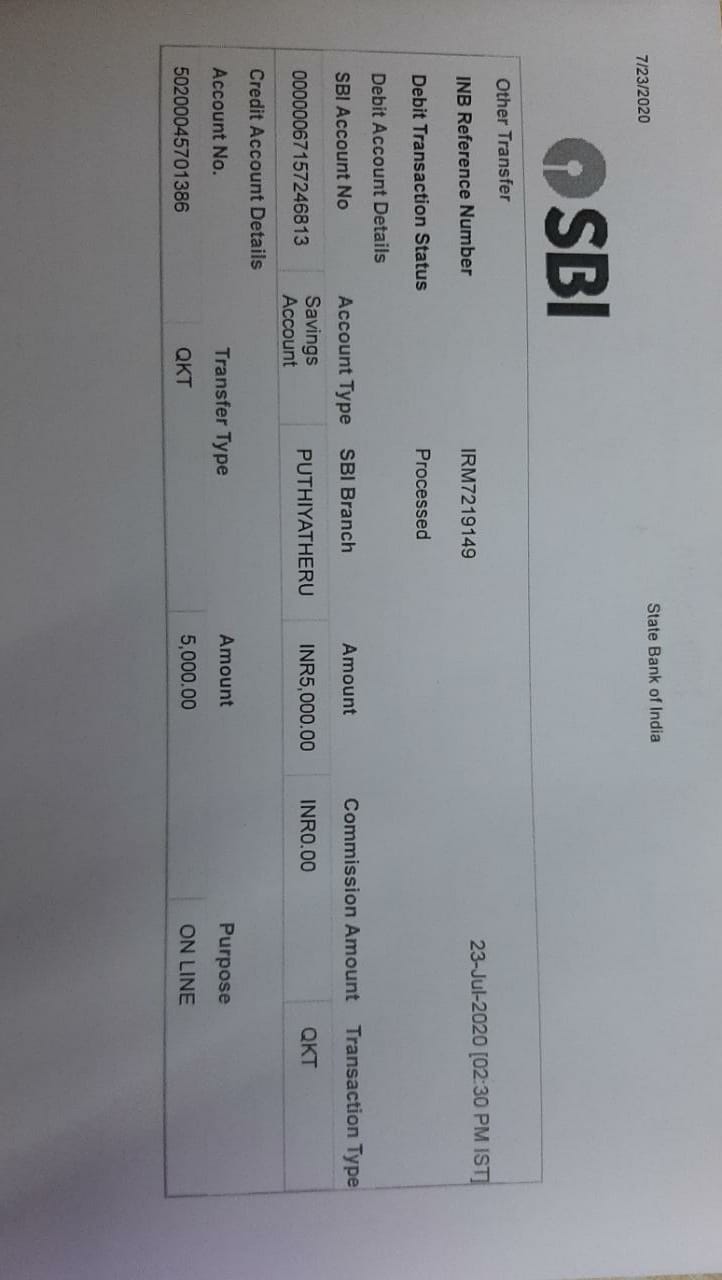 7/23/2020 State Bank of India
SBI
Other Transfer
INB Reference Number IRM7219149 23-Jul-2020 [02:30 PM IST]
Debit Transaction Status Processed
Debit Account Details
SBI Account No Account Type SBI Branch Amount Commission Amount Transaction Type
00000067157246813 Savings Account PUTHIYATHERU INR5,000.00 INR0.00 QKT
Credit Account Details
Account No. Transfer Type Amount Purpose
50200045701386 QKT 5,000.00 ON LINE